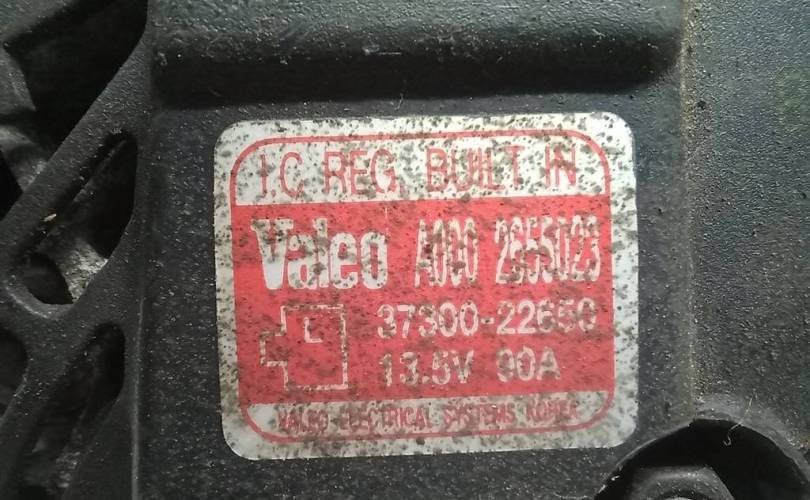 I.C REG. BUILT IN
Valeo A000 2655023
37300-22650
L
13.5V 90A
VALEO ELECTRICAL SYSTEMS KOREA